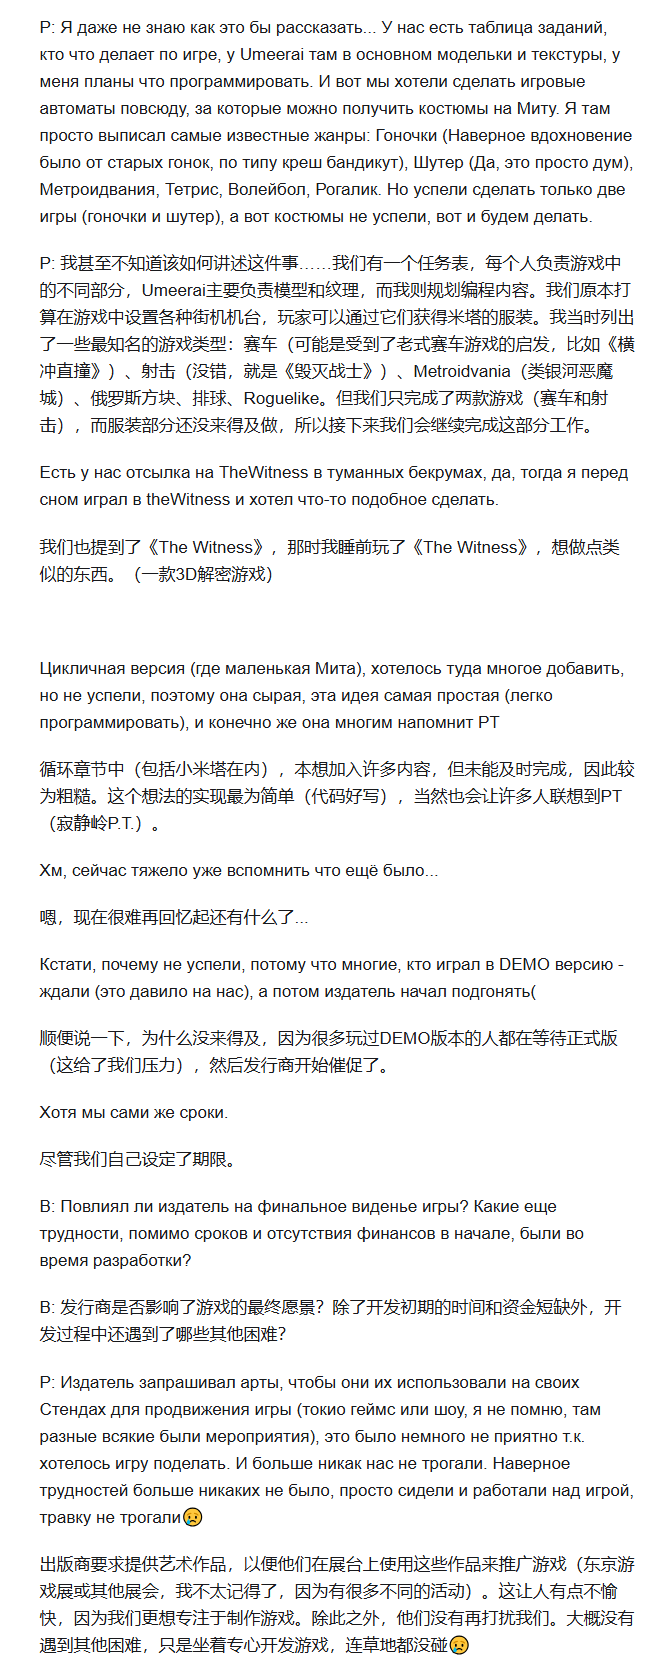 Р: Я даже не знаю как это бы рассказать... У нас есть таблица заданий,
кто что делает по игре, у Umeerai там в основном модельки и текстуры, у
меня планы что программировать. И вот мы хотели сделать игровые
автоматы повсюду, за которые можно получить костюмы на Миту. Я там
просто выписал самые известные жанры: Гоночки (Наверное вдохновение
было от старых гонок, по типу креш бандикут), Шутер (Да, это просто дум),
Метроидвания, Тетрис, Волейбол, Рогалик. Но успели сделать только две
игры (гоночки и шутер), а вот костюмы не успели, вот и будем делать.
P: 我甚至不知道该如何讲述这件事……我们有一个任务表，每个人负责游戏中
的不同部分，Umeerai主要负责模型和纹理，而我则规划编程内容。我们原本打
算在游戏中设置各种街机机台，玩家可以通过它们获得米塔的服装。我当时列出
了一些最知名的游戏类型：赛车（可能是受到了老式赛车游戏的启发，比如《横
冲直撞》）、射击（没错，就是《毁灭战士》）、Metroidvania（类银河恶魔
城）、俄罗斯方块、排球、Roguelike。但我们只完成了两款游戏（赛车和射
击），而服装部分还没来得及做，所以接下来我们会继续完成这部分工作。
Есть у нас отсылка на TheWitness в туманных бекрумах, да, тогда я перед
сном играл в theWitness и хотел что-то подобное сделать.
我们也提到了《The Witness》，那时我睡前玩了《The Witness》，想做点类
似的东西。（一款3D解密游戏）
Цикличная версия (где маленькая Мита), хотелось туда многое добавить,
но не успели, поэтому она сырая, эта идея самая простая (легко
программировать), и конечно же она многим напомнит PT
循环章节中（包括小米塔在内），本想加入许多内容，但未能及时完成，因此较
为粗糙。这个想法的实现最为简单（代码好写），当然也会让许多人联想到PT
（寂静岭P.T.）。
Хм, сейчас тяжело уже вспомнить что ещё было...
嗯，现在很难再回忆起还有什么了...
Кстати, почему не успели, потому что многие, кто играл в DEMO версию -
ждали (это давило на нас), а потом издатель начал подгонять(
顺便说一下，为什么没来得及，因为很多玩过DEMO版本的人都在等待正式版
（这给了我们压力），然后发行商开始催促了。
Хотя мы сами же сроки.
尽管我们自己设定了期限。
В: Повлиял ли издатель на финальное виденье игры? Какие еще
трудности, помимо сроков и отсутствия финансов в начале, были во
время разработки?
B: 发行商是否影响了游戏的最终愿景？除了开发初期的时间和资金短缺外，开
发过程中还遇到了哪些其他困难？
Р: Издатель запрашивал арты, чтобы они их использовали на своих
Стендах для продвижения игры (токио геймс или шоу, я не помню, там
разные всякие были мероприятия), это было немного не приятно т.к.
хотелось игру поделать. И больше никак нас не трогали. Наверное
трудностей больше никаких не было, просто сидели и работали над игрой,
травку не трогали😢
出版商要求提供艺术作品，以便他们在展台上使用这些作品来推广游戏（东京游
戏展或其他展会，我不太记得了，因为有很多不同的活动）。这让人有点不愉
快，因为我们更想专注于制作游戏。除此之外，他们没有再打扰我们。大概没有
遇到其他困难，只是坐着专心开发游戏，连草地都没碰😢